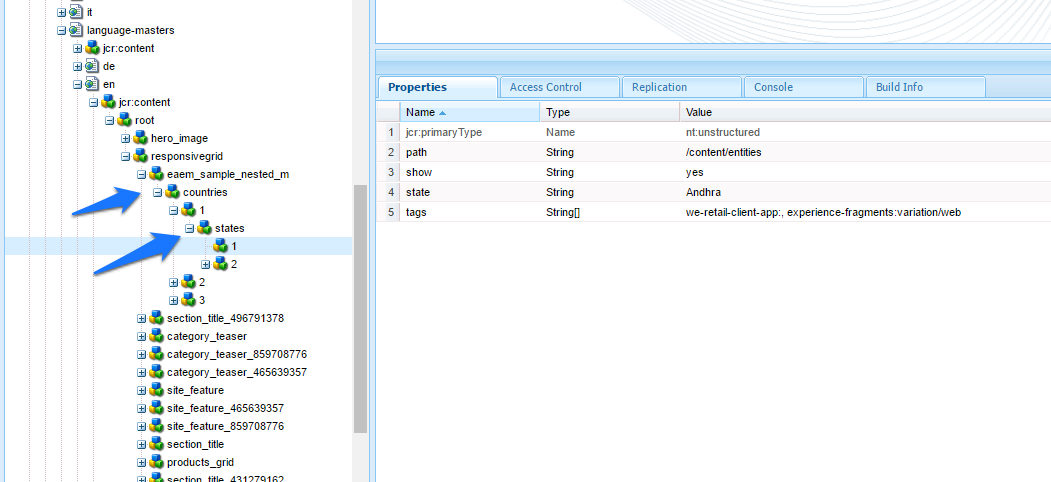 it
language-masters
jcr:content
de
en
jcr:content
root
hero_image
responsivegrid
eaem_sample_nested_m
countries
1
states
1
2
2
3
section_title_496791378
category_teaser
category_teaser_859708776
category_teaser_465639357
site_feature
site_feature_465639357
site_feature_859708776
section_title
products_grid
section_title_431279162
Properties Access Control Replication Console Build Info
Name Type Value
1 jcr:primaryType Name nt:unstructured
2 path String /content/entities
3 show String yes
4 state String Andhra
5 tags String[] we-retail-client-app:, experience-fragments:variation/web